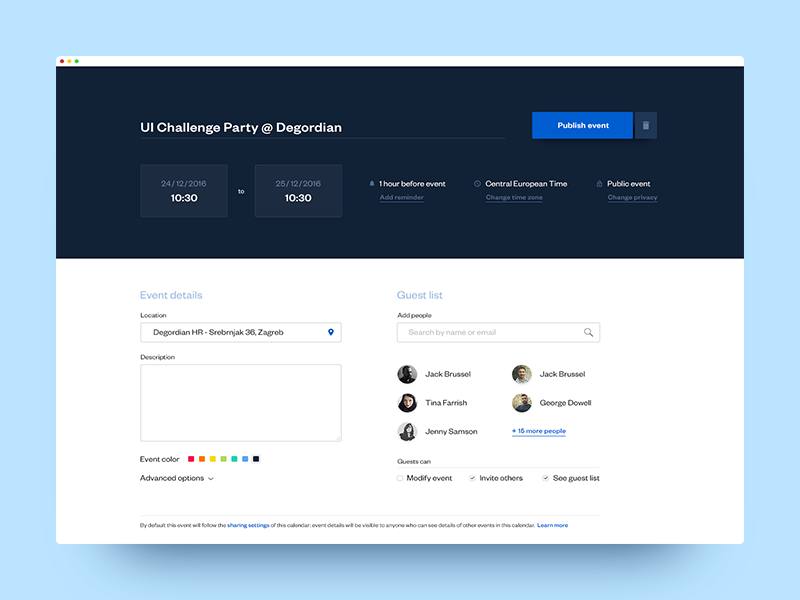 UI Challenge Party @ Degordian
Publish event
24/12/2016
10:30
to
25/12/2016
10:30
1 hour before event
Add reminder
Central European Time
Change time zone
Public event
Change privacy
Event details
Location
Degordian HR - Srebrnjak 36, Zagreb
Description
Event color
Advanced options
Guest list
Add people
Search by name or email
Jack Brussel
Jack Brussel
Tina Farrish
George Dowell
Jenny Samson
+ 15 more people
Guests can
Modify event
Invite others
See guest list
By default this event will follow the sharing settings of this calendar: event details will be visible to anyone who can see details of other events in this calendar. Learn more